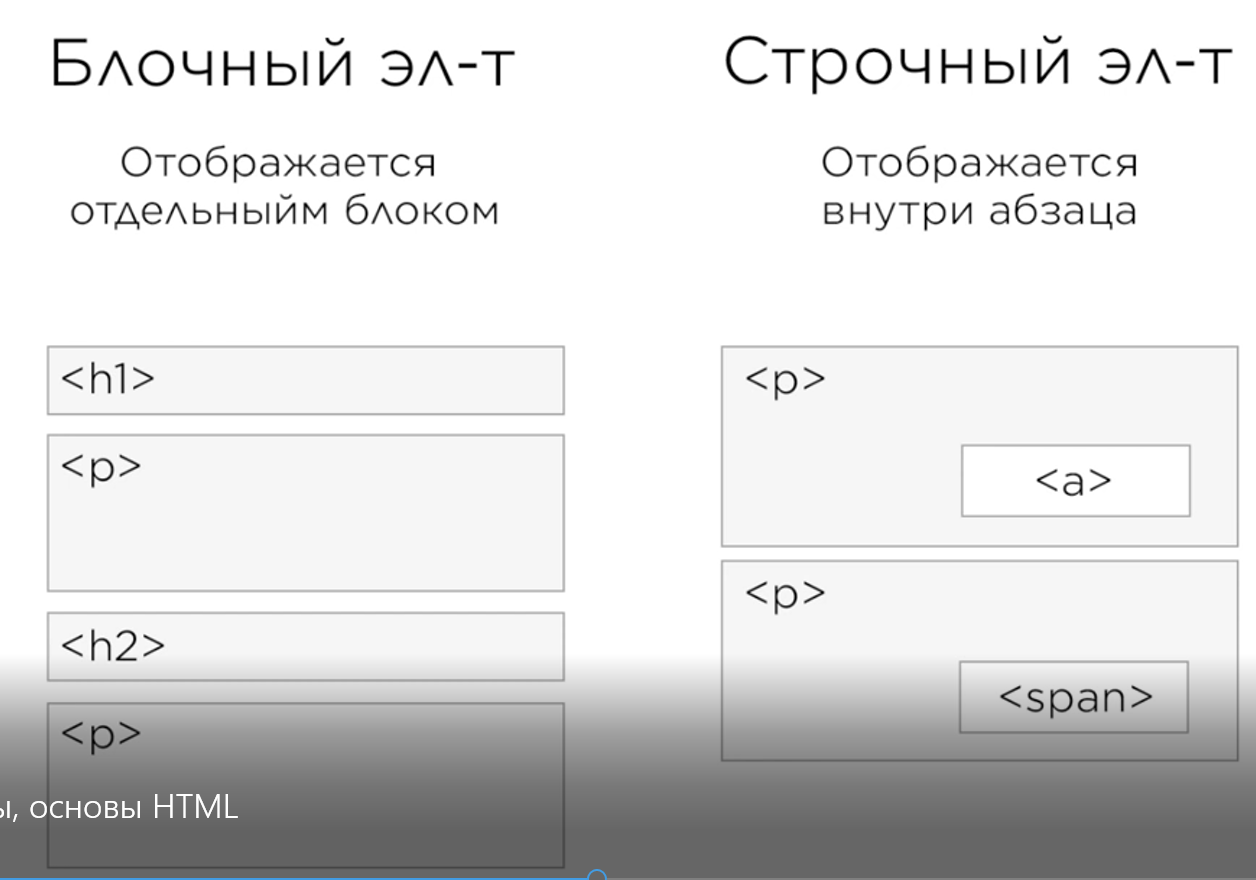 Блочный эл-т
Отображается
отдельныйм блоком
<h1>
<p>
<h2>
<p>
Строчный эл-т
Отображается
внутри абзаца
<p>
<a>
<p>
<span>
ы, основы HTML